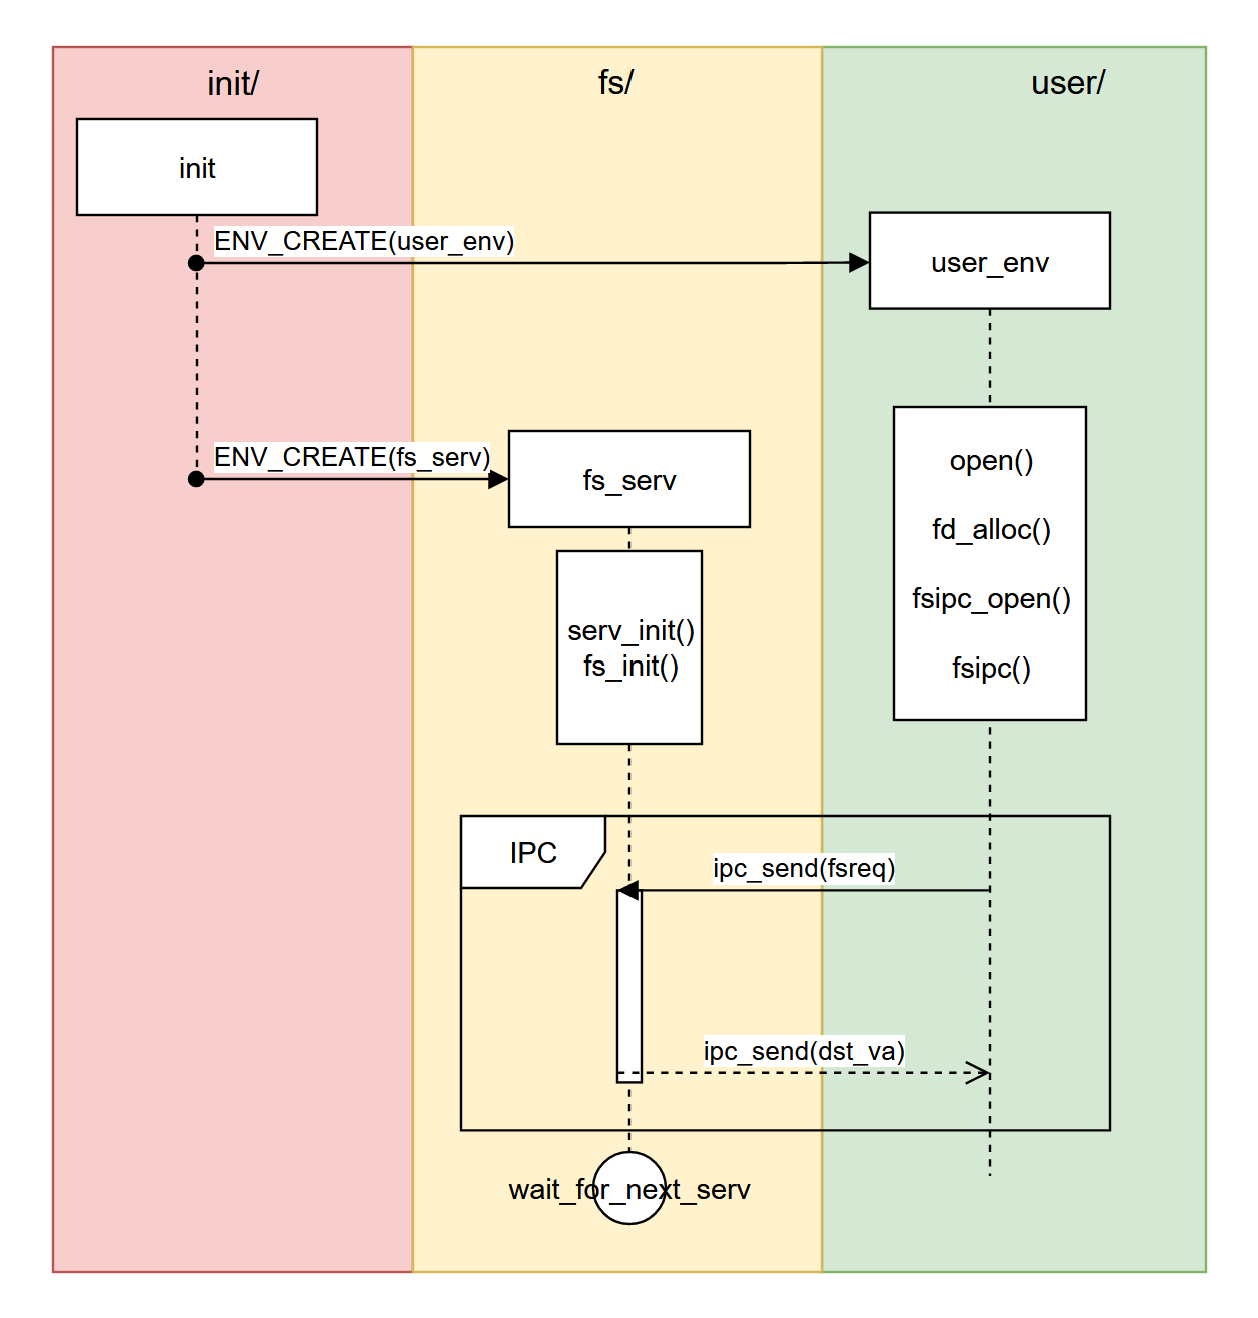 init/
fs/
user/
init
ENV_CREATE(user_env)
user_env
ENV_CREATE(fs_serv)
fs_serv
open()
fd_alloc()
fsipc_open()
fsipc()
serv_init()
fs_init()
IPC
ipc_send(fsreq)
ipc_send(dst_va)
wait_for_next_serv